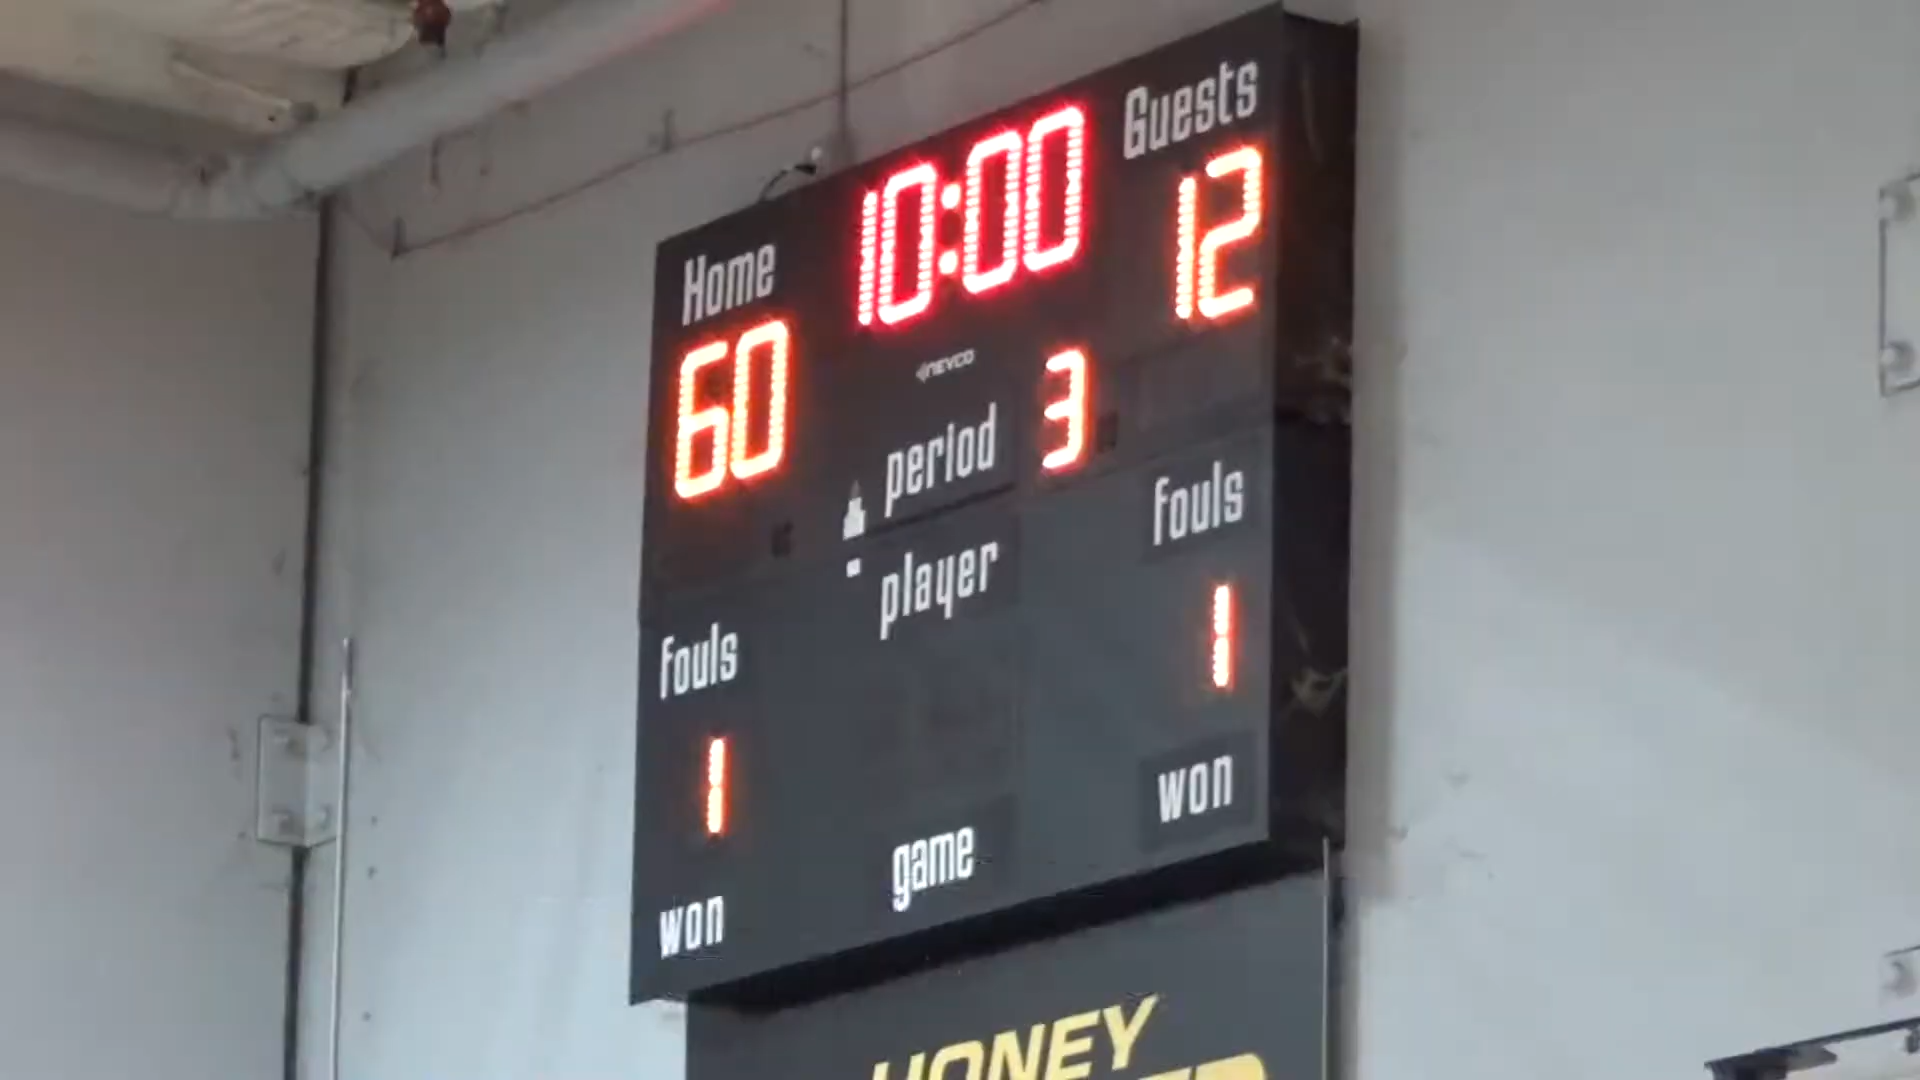 Home 10:00 Guests
60 12
NEVCO
period 3
player
fouls fouls
1 1
won game won
HONEY